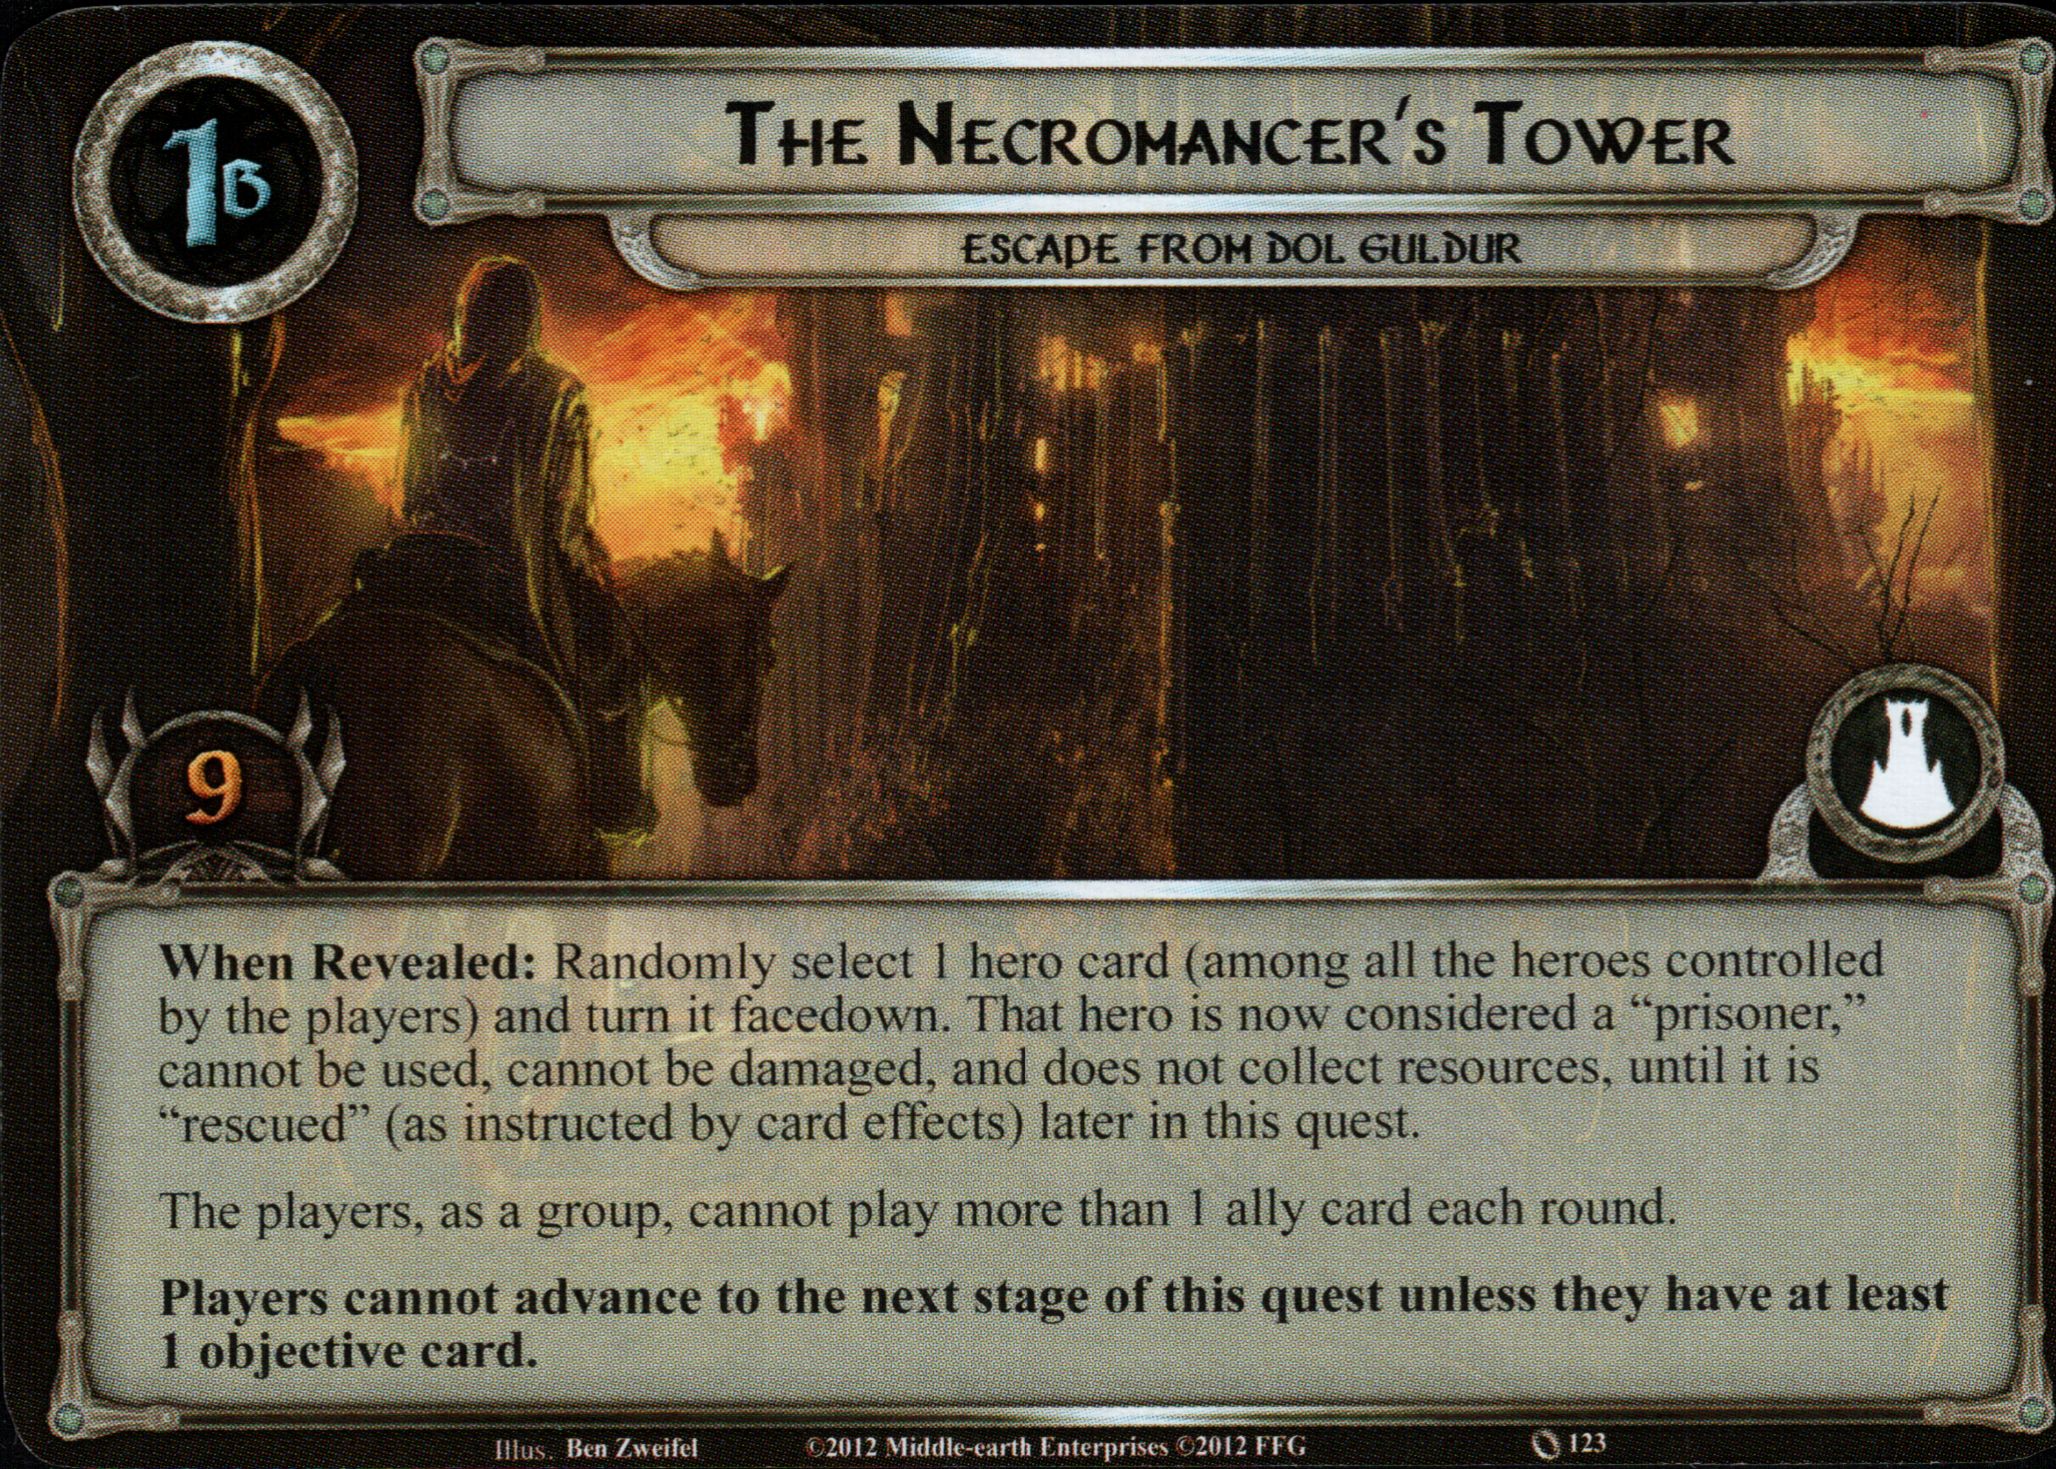 1B
THE NECROMANCER'S TOWER
ESCAPE FROM DOL GULDUR
9
When Revealed: Randomly select 1 hero card (among all the heroes controlled
by the players) and turn it facedown. That hero is now considered a “prisoner,”
cannot be used, cannot be damaged, and does not collect resources, until it is
“rescued” (as instructed by card effects) later in this quest.
The players, as a group, cannot play more than 1 ally card each round.
Players cannot advance to the next stage of this quest unless they have at least
1 objective card.
Illus. Ben Zweifel ©2012 Middle-earth Enterprises ©2012 FFG 123